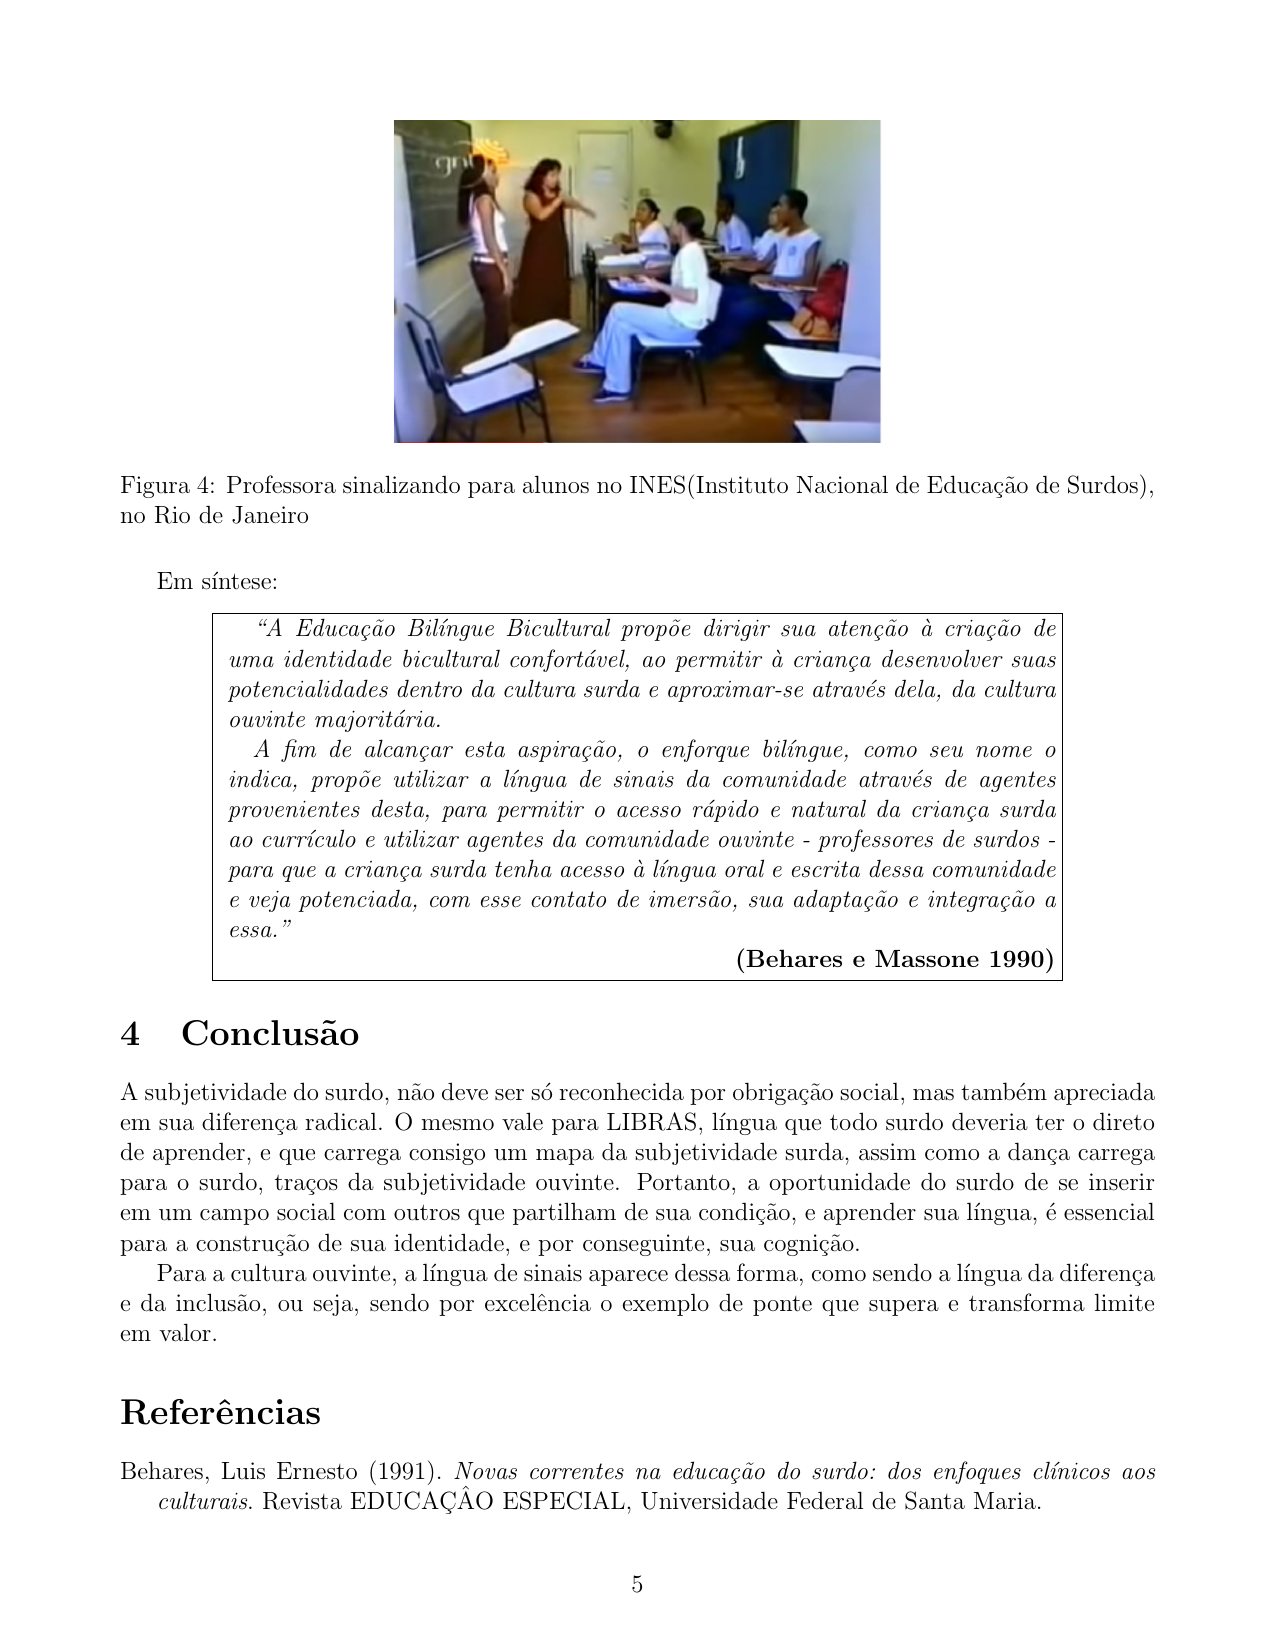 gnt
Figura 4: Professora sinalizando para alunos no INES(Instituto Nacional de Educação de Surdos),
no Rio de Janeiro
Em síntese:
“A Educação Bilíngue Bicultural propõe dirigir sua atenção à criação de
uma identidade bicultural confortável, ao permitir à criança desenvolver suas
potencialidades dentro da cultura surda e aproximar-se através dela, da cultura
ouvinte majoritária.
A fim de alcançar esta aspiração, o enforque bilíngue, como seu nome o
indica, propõe utilizar a língua de sinais da comunidade através de agentes
provenientes desta, para permitir o acesso rápido e natural da criança surda
ao currículo e utilizar agentes da comunidade ouvinte - professores de surdos -
para que a criança surda tenha acesso à língua oral e escrita dessa comunidade
e veja potenciada, com esse contato de imersão, sua adaptação e integração a
essa.”
(Behares e Massone 1990)
4 Conclusão
A subjetividade do surdo, não deve ser só reconhecida por obrigação social, mas também apreciada
em sua diferença radical. O mesmo vale para LIBRAS, língua que todo surdo deveria ter o direto
de aprender, e que carrega consigo um mapa da subjetividade surda, assim como a dança carrega
para o surdo, traços da subjetividade ouvinte. Portanto, a oportunidade do surdo de se inserir
em um campo social com outros que partilham de sua condição, e aprender sua língua, é essencial
para a construção de sua identidade, e por conseguinte, sua cognição.
Para a cultura ouvinte, a língua de sinais aparece dessa forma, como sendo a língua da diferença
e da inclusão, ou seja, sendo por excelência o exemplo de ponte que supera e transforma limite
em valor.
Referências
Behares, Luis Ernesto (1991). Novas correntes na educação do surdo: dos enfoques clínicos aos
culturais. Revista EDUCAÇÂO ESPECIAL, Universidade Federal de Santa Maria.
5